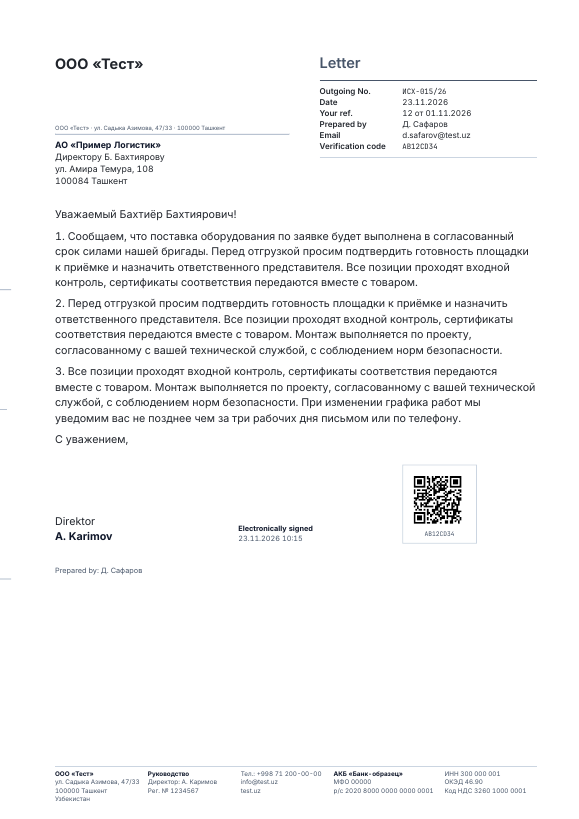 ООО «Тест»
Letter
Outgoing No. ИСХ-015/26
Date 23.11.2026
Your ref. 12 от 01.11.2026
Prepared by Д. Сафаров
Email d.safarov@test.uz
Verification code AB12CD34
ООО «Тест» · ул. Садыка Азимова, 47/33 · 100000 Ташкент
АО «Пример Логистик»
Директору Б. Бахтиярову
ул. Амира Темура, 108
100084 Ташкент
Уважаемый Бахтиёр Бахтиярович!
1. Сообщаем, что поставка оборудования по заявке будет выполнена в согласованный
срок силами нашей бригады. Перед отгрузкой просим подтвердить готовность площадки
к приёмке и назначить ответственного представителя. Все позиции проходят входной
контроль, сертификаты соответствия передаются вместе с товаром.
2. Перед отгрузкой просим подтвердить готовность площадки к приёмке и назначить
ответственного представителя. Все позиции проходят входной контроль, сертификаты
соответствия передаются вместе с товаром. Монтаж выполняется по проекту,
согласованному с вашей технической службой, с соблюдением норм безопасности.
3. Все позиции проходят входной контроль, сертификаты соответствия передаются
вместе с товаром. Монтаж выполняется по проекту, согласованному с вашей технической
службой, с соблюдением норм безопасности. При изменении графика работ мы
уведомим вас не позднее чем за три рабочих дня письмом или по телефону.
С уважением,
Direktor
A. Karimov
Electronically signed
23.11.2026 10:15
AB12CD34
Prepared by: Д. Сафаров
ООО «Тест»
ул. Садыка Азимова, 47/33
100000 Ташкент
Узбекистан
Руководство
Директор: А. Каримов
Рег. № 1234567
Тел.: +998 71 200-00-00
info@test.uz
test.uz
АКБ «Банк-образец»
МФО 00000
р/с 2020 8000 0000 0000 0001
ИНН 300 000 001
ОКЭД 46.90
Код НДС 3260 1000 0001